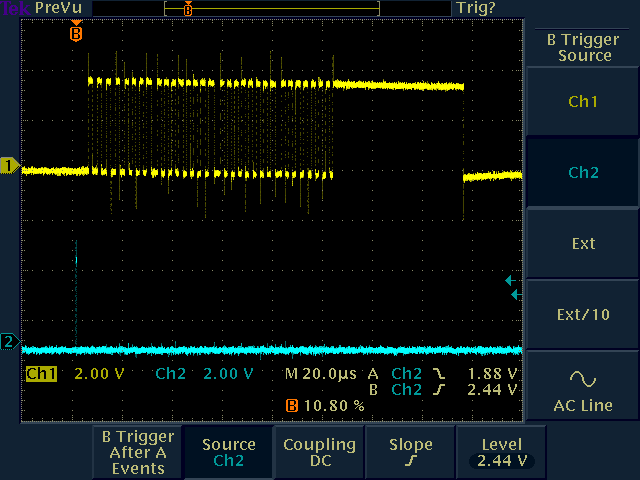 Tek PreVu
B
Trig?
B
B Trigger
Source
Ch1
Ch2
Ext
Ext/10
AC Line
1
2
Ch1 2.00 V Ch2 2.00 V M 20.0µs A Ch2 1.88 V
B Ch2 2.44 V
B 10.80 %
B Trigger
After A
Events
Source
Ch2
Coupling
DC
Slope
Level
2.44 V